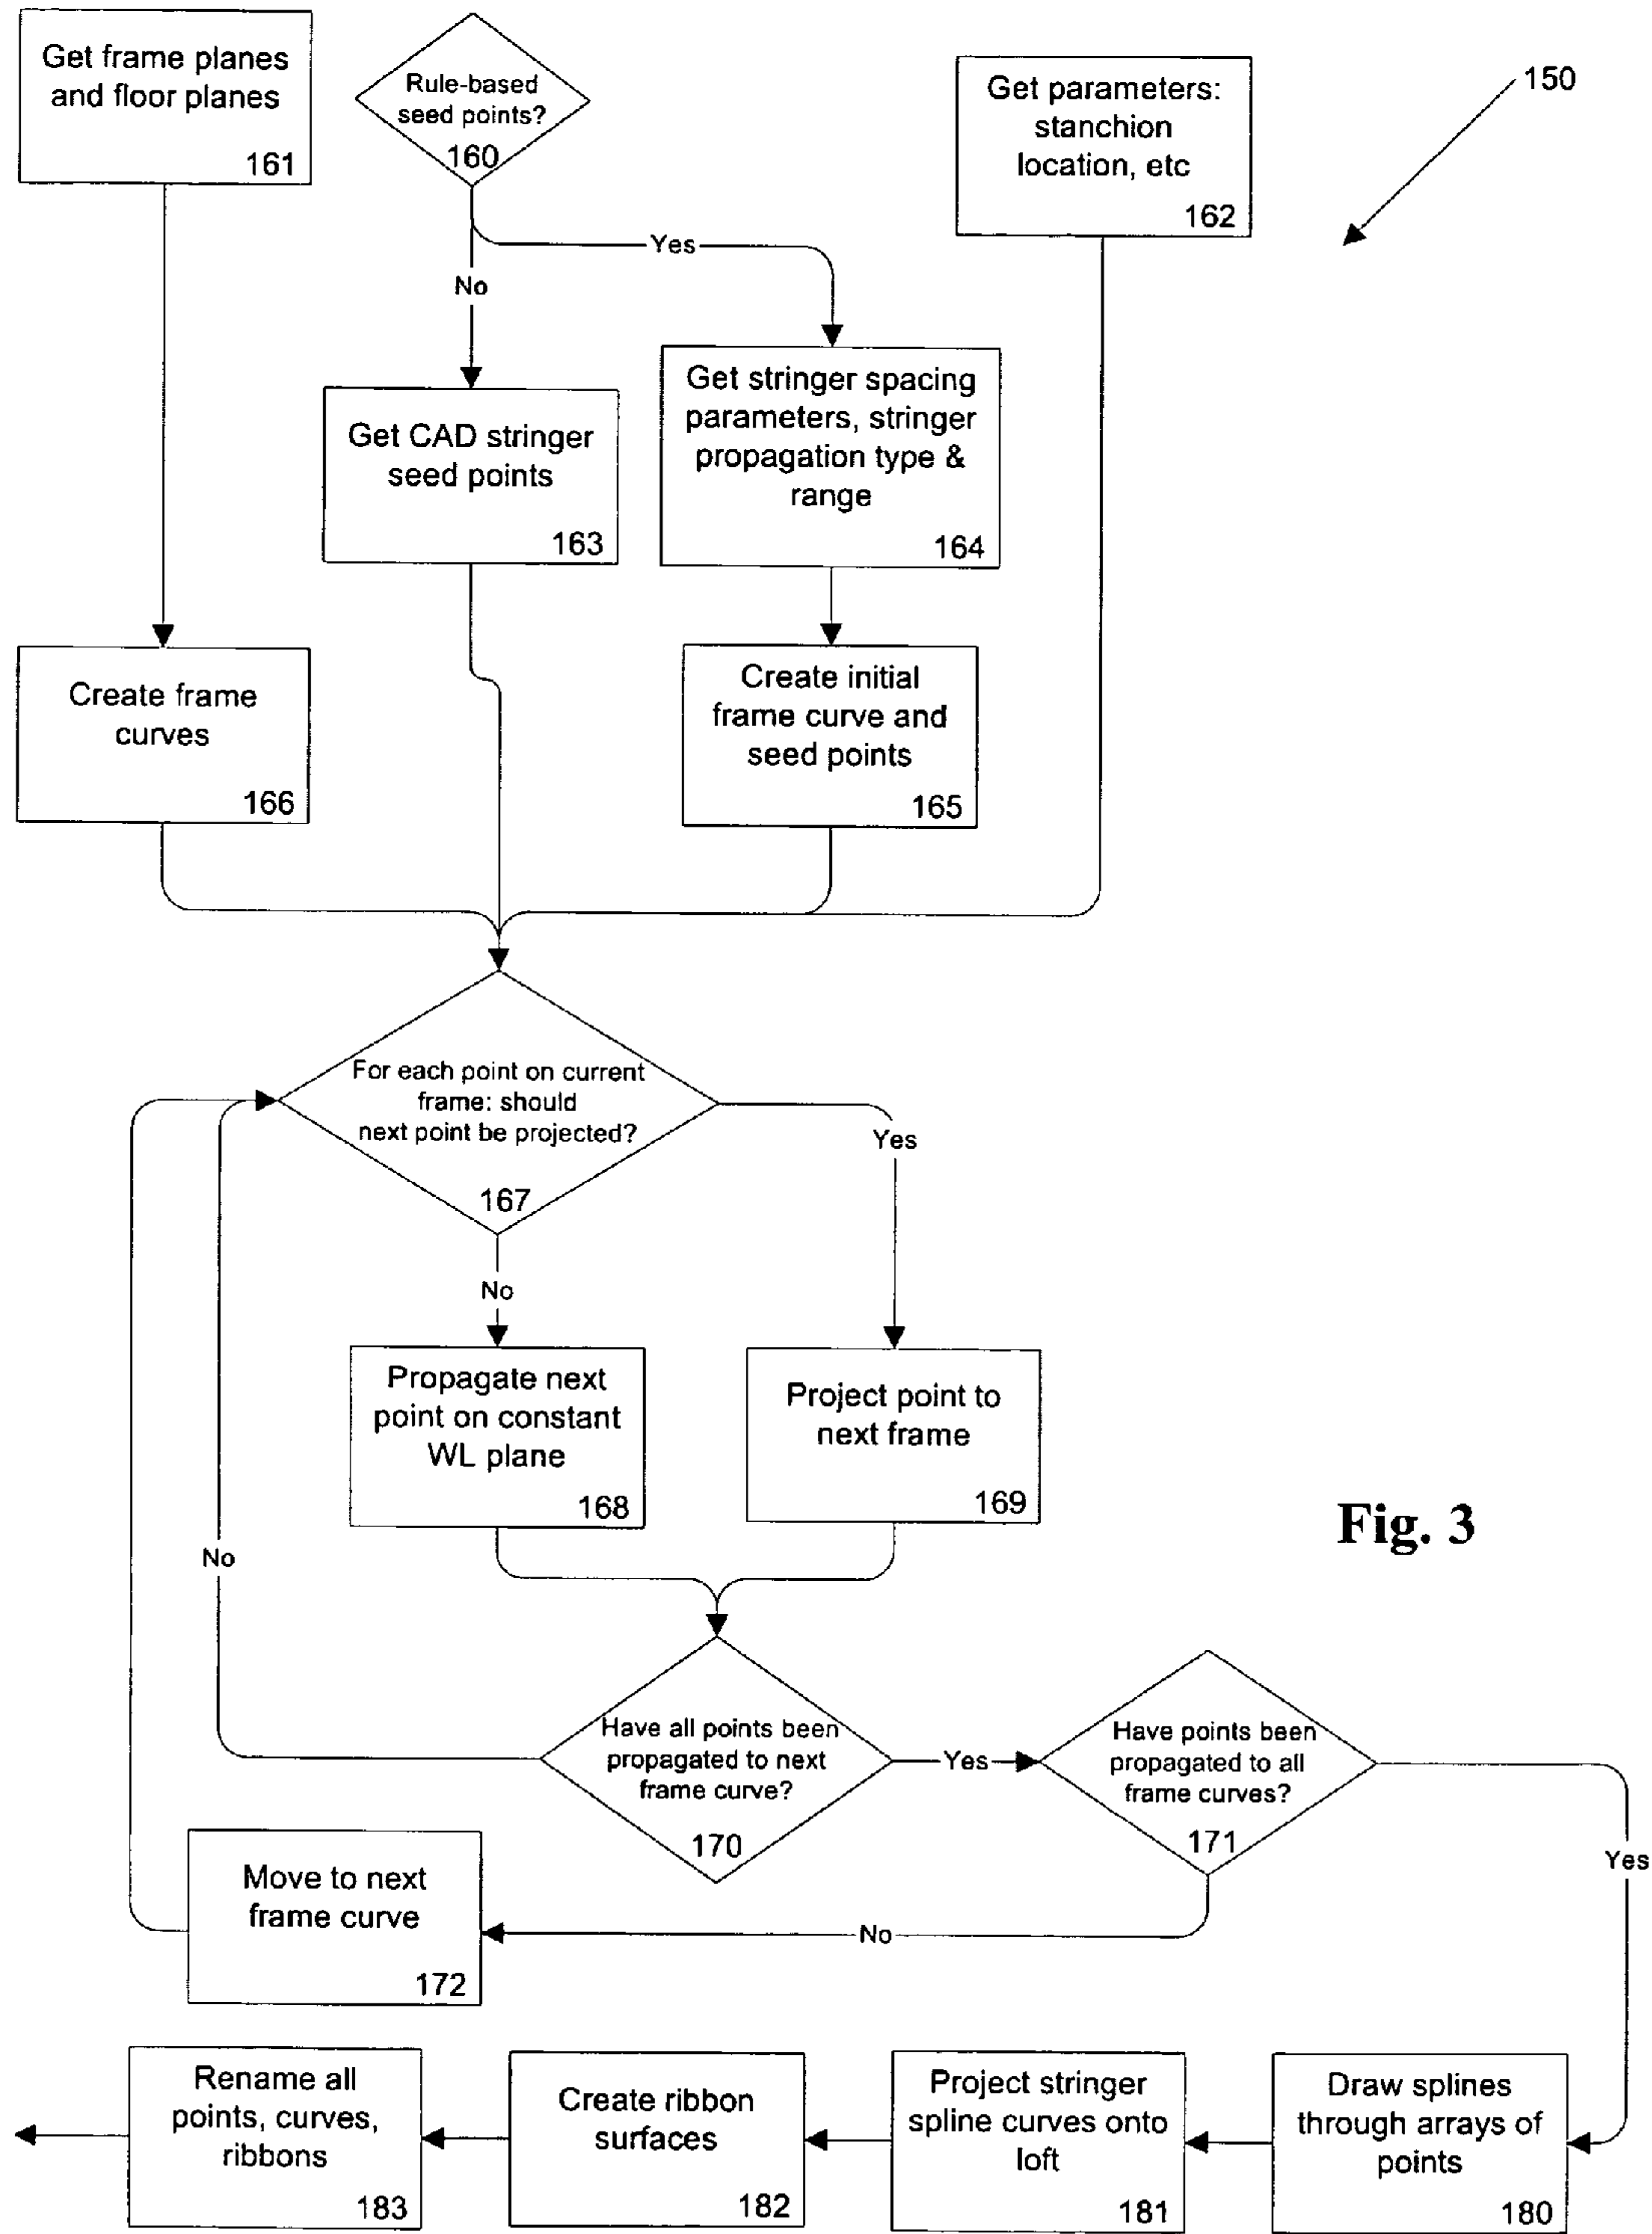 Get frame planes
and floor planes
161
Rule-based
seed points?
160
Get parameters:
stanchion
location, etc
162
150
Yes
No
Get CAD stringer
seed points
163
Get stringer spacing
parameters, stringer
propagation type &
range
164
Create frame
curves
166
Create initial
frame curve and
seed points
165
For each point on current
frame: should
next point be projected?
167
Yes
No
Propagate next
point on constant
WL plane
168
Project point to
next frame
169
Fig. 3
No
Have all points been
propagated to next
frame curve?
170
Yes
Have points been
propagated to all
frame curves?
171
Yes
Move to next
frame curve
172
No
Rename all
points, curves,
ribbons
183
Create ribbon
surfaces
182
Project stringer
spline curves onto
loft
181
Draw splines
through arrays of
points
180